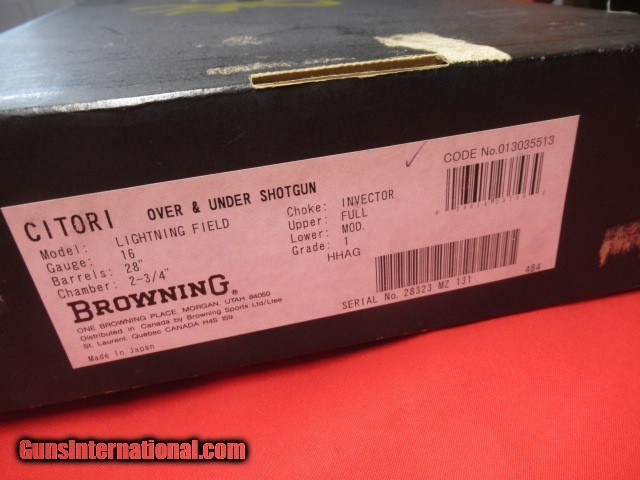 CODE No.013035513
CITORI OVER & UNDER SHOTGUN
Model: LIGHTNING FIELD
Gauge: 16
Barrels: 28"
Chamber: 2-3/4"
Choke: INVECTOR
Upper: FULL
Lower: MOD.
Grade: 1
HHAG
BROWNING®
ONE BROWNING PLACE, MORGAN, UTAH 84050
Distributed in Canada by Browning Sports Ltd/Ltee
St. Laurent, Quebec CANADA H4S 1S9
Made in Japan
SERIAL No. 28323 MZ 131
484
GunsInternational.com